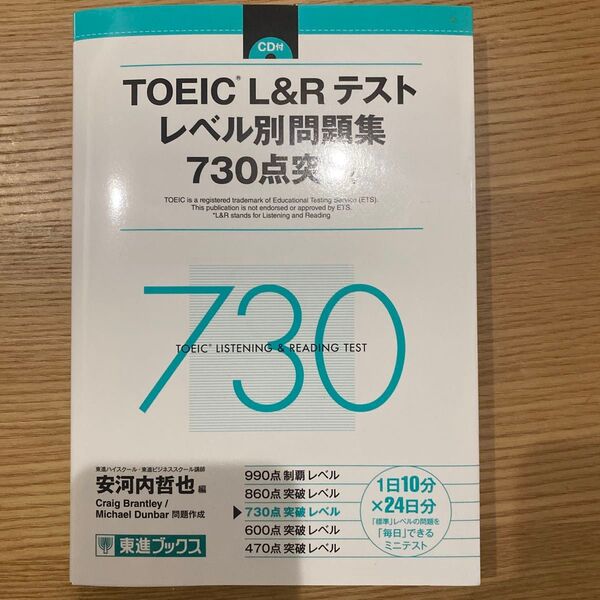 CD付
TOEIC® L&R テスト
レベル別問題集
730点突
TOEIC is a registered trademark of Educational Testing Service (ETS).
This publication is not endorsed or approved by ETS.
*L&R stands for Listening and Reading
730
TOEIC® LISTENING & READING TEST
東進ハイスクール・東進ビジネススクール講師
安河内哲也 編
Craig Brantley /
Michael Dunbar 問題作成
東進ブックス
990点 制覇 レベル
860点 突破 レベル
730点 突破 レベル
600点 突破 レベル
470点 突破 レベル
1日10分
×24日分
「標準」レベルの問題を
「毎日」できる
ミニテスト